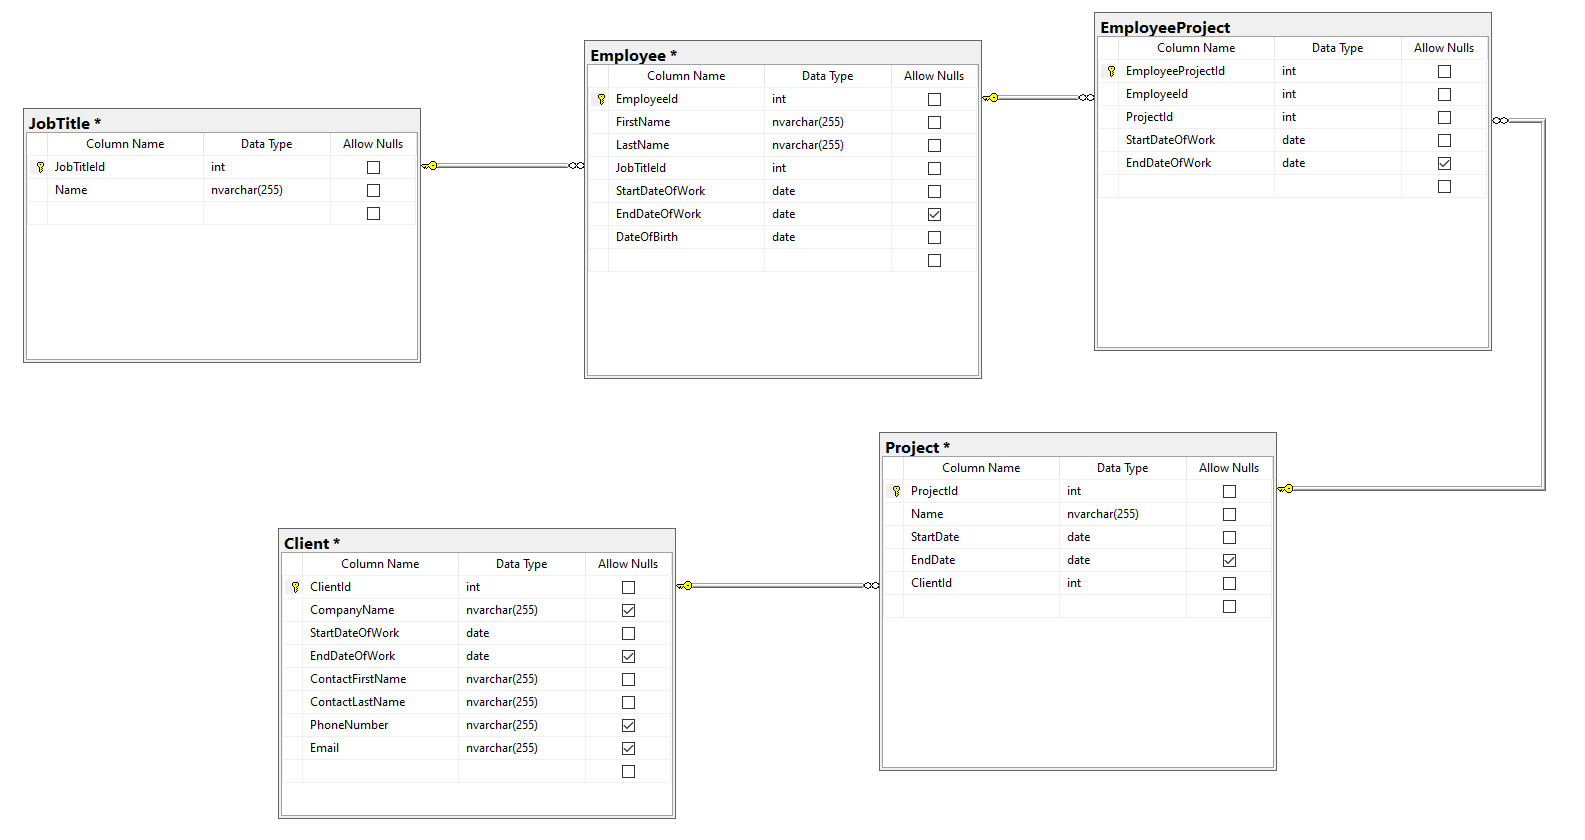 JobTitle *
Column Name Data Type Allow Nulls
JobTitleId int
Name nvarchar(255)
Employee *
Column Name Data Type Allow Nulls
EmployeeId int
FirstName nvarchar(255)
LastName nvarchar(255)
JobTitleId int
StartDateOfWork date
EndDateOfWork date
DateOfBirth date
EmployeeProject
Column Name Data Type Allow Nulls
EmployeeProjectId int
EmployeeId int
ProjectId int
StartDateOfWork date
EndDateOfWork date
Client *
Column Name Data Type Allow Nulls
ClientId int
CompanyName nvarchar(255)
StartDateOfWork date
EndDateOfWork date
ContactFirstName nvarchar(255)
ContactLastName nvarchar(255)
PhoneNumber nvarchar(255)
Email nvarchar(255)
Project *
Column Name Data Type Allow Nulls
ProjectId int
Name nvarchar(255)
StartDate date
EndDate date
ClientId int